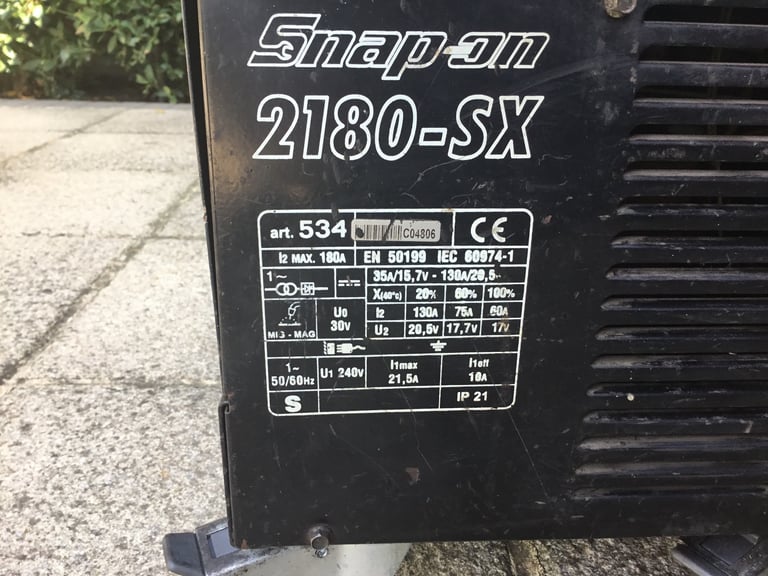 Snap-on
2180-SX
art. 534 C04806 CE
I2 MAX. 180A EN 50199 IEC 60974-1
1~ 35A/15,7v - 130A/20,5
X(40°c) 20% 60% 100%
U0 I2 130A 75A 60A
MIG - MAG 30V U2 20,5V 17,7V 17V
1~ U1 240V I1max I1eff
50/60Hz 21,5A 10A
S IP 21